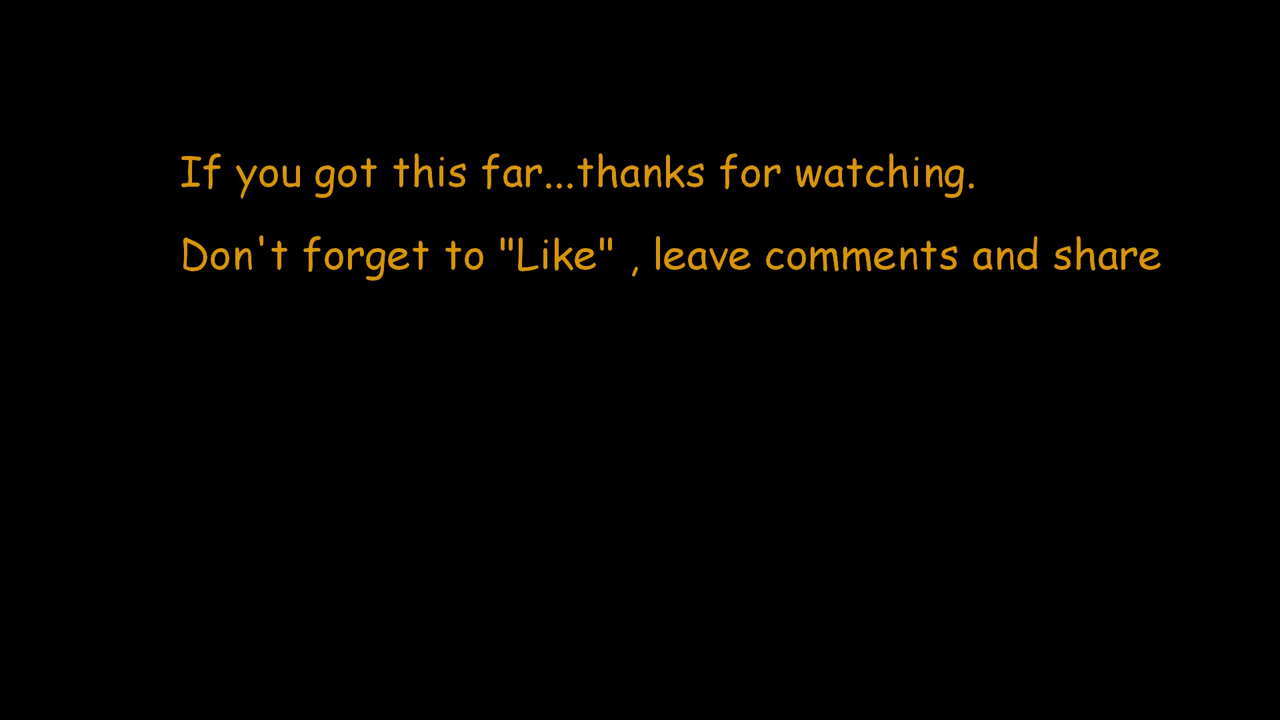 If you got this far...thanks for watching.
Don't forget to "Like" , leave comments and share